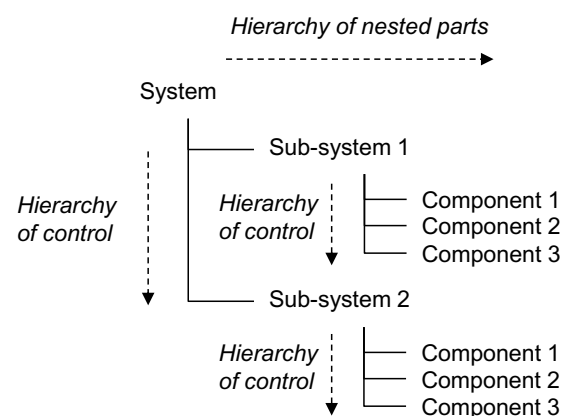 Hierarchy of nested parts
System
Sub-system 1
Hierarchy
of control
Hierarchy
of control
Component 1
Component 2
Component 3
Sub-system 2
Hierarchy
of control
Component 1
Component 2
Component 3